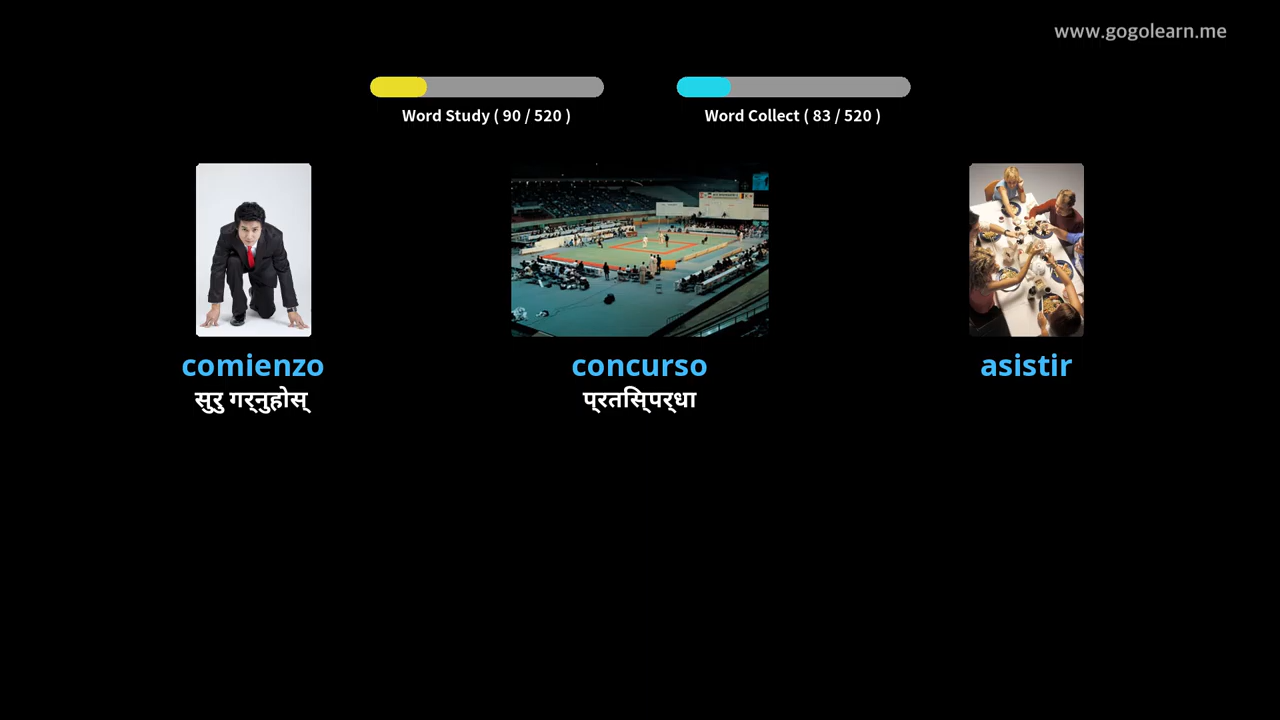 www.gogolearn.me
Word Study ( 90 / 520 )
Word Collect ( 83 / 520 )
comienzo
concurso
asistir
सुरु गर्नुहोस्
प्रतिस्पर्धा